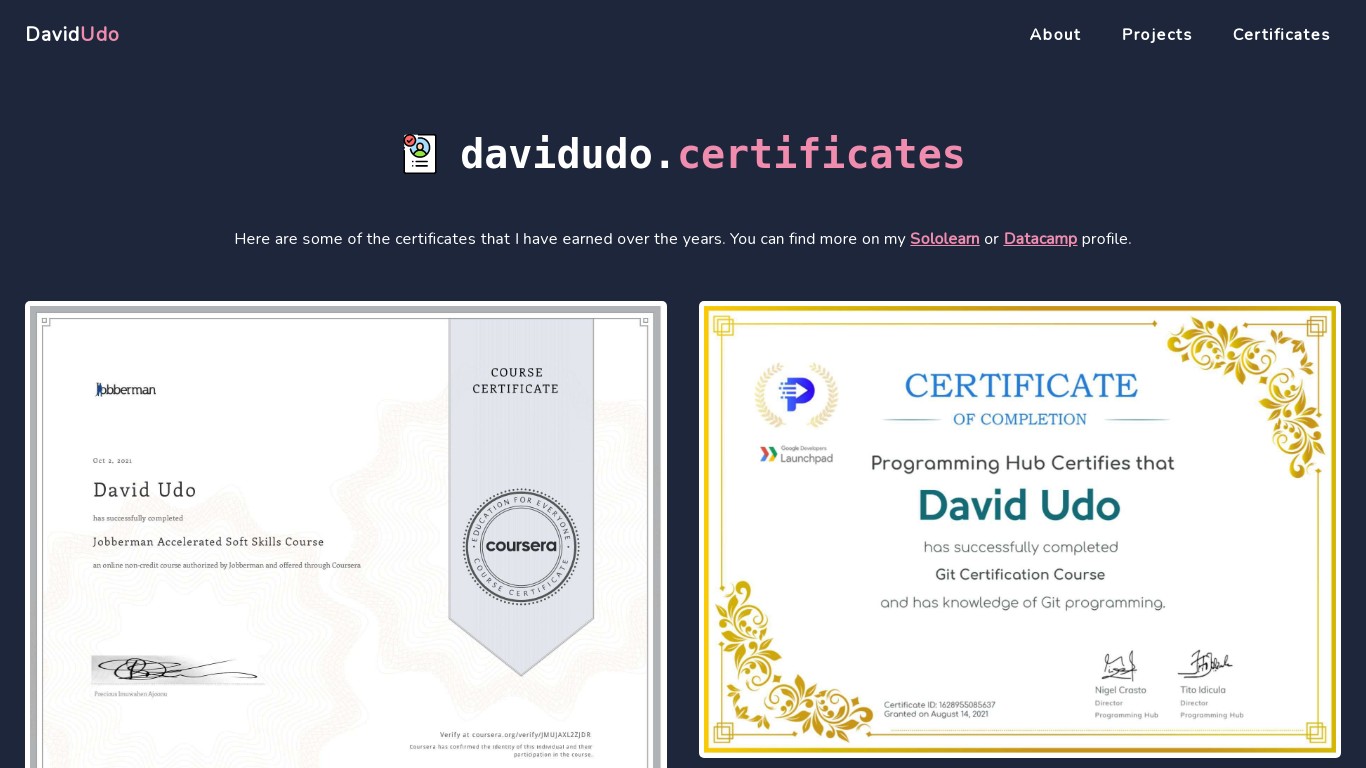 DavidUdo
About
Projects
Certificates
davidudo.certificates
Here are some of the certificates that I have earned over the years. You can find more on my Sololearn or Datacamp profile.
Jobberman
COURSE
CERTIFICATE
Oct 2, 2021
David Udo
has successfully completed
Jobberman Accelerated Soft Skills Course
an online non-credit course authorized by Jobberman and offered through Coursera
EDUCATION FOR EVERYONE
coursera
COURSE CERTIFICATE
Verify at coursera.org/verify/JMUJAXL2ZJDR
Coursera has confirmed the identity of this individual and their
participation in the course.
CERTIFICATE
OF COMPLETION
Google Developers
Launchpad
Programming Hub Certifies that
David Udo
has successfully completed
Git Certification Course
and has knowledge of Git programming.
Nigel Crasto
Director
Programming Hub
Tito Idicula
Director
Programming Hub
Certificate ID: 1628955085637
Granted on August 14, 2021